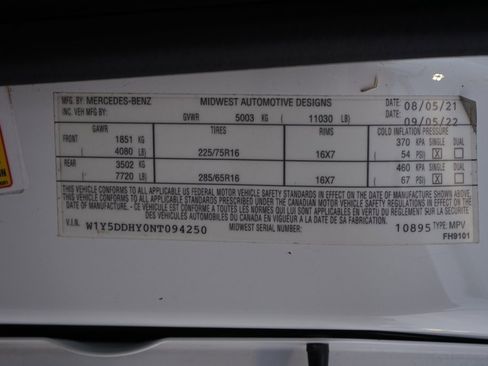 MFG. BY: MERCEDES-BENZ MIDWEST AUTOMOTIVE DESIGNS DATE: 08/05/21
INC. VEH MFG. BY: GVWR 5003 KG ( 11030 LB) DATE: 09/05/22
GAWR TIRES RIMS COLD INFLATION PRESSURE
FRONT 1851 KG 370 KPA SINGLE DUAL
( 4080 LB) 225/75R16 16X7 ( 54 PSI) X
REAR 3502 KG 460 KPA SINGLE DUAL
( 7720 LB) 285/65R16 16X7 ( 67 PSI) X
THIS VEHICLE CONFORMS TO ALL APPLICABLE US FEDERAL MOTOR VEHICLE SAFETY STANDARDS IN EFFECT ON THE DATE OF MANUFACTURE SHOWN ABOVE.-
THIS VEHICLE CONFORMS TO ALL APPLICABLE STANDARDS PRESCRIBED UNDER THE CANADIAN MOTOR VEHICLE SAFETY REGULATIONS IN EFFECT ON THE DATE OF
MANUFACTURE - CE VEHICULE EST CONFORME A TOUTES LES NORMES QUI LUI SONT APPLICABLES EN VERTU DU REGLEMENT SUR LA SECURITE
DES VEHICULES AUTOMOBILES DU CANADA EN VIGUEUR A LA DATE DE SA FABRICATION.
V.I.N. W1Y5DDHY0NT094250 MIDWEST SERIAL NUMBER: 10895 TYPE: MPV
FH9101